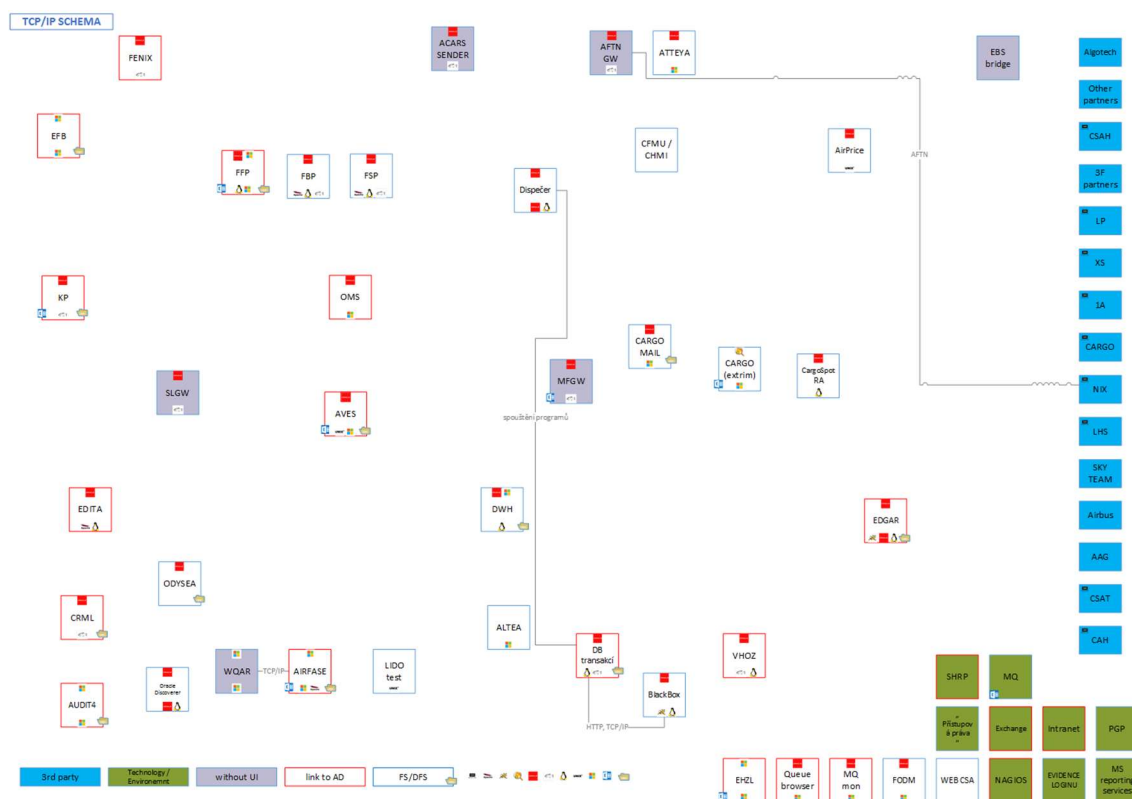 TCP/IP SCHEMA
FENIX
ACARS
SENDER
AFTN
GW
ATTEYA
EBS
bridge
Algotech
Other
partners
EFB
CSAH
CFMU /
CHMI
AirPrice
AFTN
FFP
FBP
FSP
Dispečer
3F
partners
LP
XS
KP
OMS
1A
CARGO
MAIL
CARGO
(extrim)
CargoSpot
RA
CARGO
SLGW
MFGW
NIX
AVES
spouštění programů
LHS
SKY
TEAM
EDITA
DWH
EDGAR
Airbus
AAG
ODYSEA
CSAT
CRML
ALTEA
DB
transakcí
VHOZ
CAH
WQAR
TCP/IP
AIRFASE
LIDO
test
SHRP
MQ
Oracle
Discoverer
BlackBox
AUDIT4
HTTP, TCP/IP
"
Přístupov
á práva
"
Exchange
Intranet
PGP
3rd party
Technology /
Environemnt
without UI
link to AD
FS/DFS
EHZL
Queue
browser
MQ
mon
FODM
WEB CSA
NAGIOS
EVIDENCE
LOGINU
MS
reporting
services